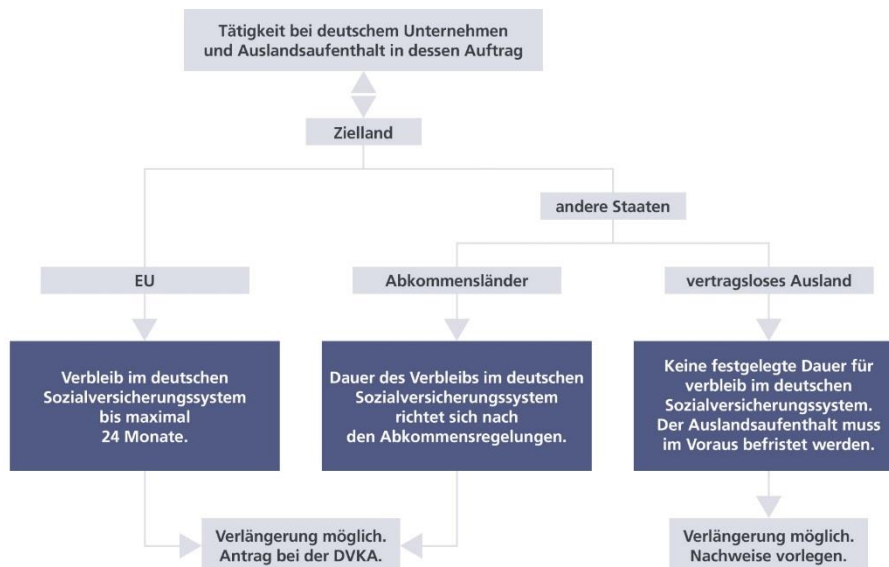 Tätigkeit bei deutschem Unternehmen
und Auslandsaufenthalt in dessen Auftrag
Zielland
andere Staaten
EU
Abkommensländer
vertragsloses Ausland
Verbleib im deutschen
Sozialversicherungssystem
bis maximal
24 Monate.
Dauer des Verbleibs im deutschen
Sozialversicherungssystem
richtet sich nach
den Abkommensregelungen.
Keine festgelegte Dauer für
verbleib im deutschen
Sozialversicherungssystem.
Der Auslandsaufenthalt muss
im Voraus befristet werden.
Verlängerung möglich.
Antrag bei der DVKA.
Verlängerung möglich.
Nachweise vorlegen.